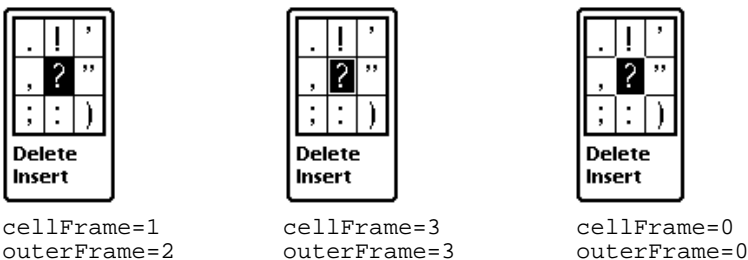 . ! ’
, ? ”
; : )
Delete
Insert
cellFrame=1
outerFrame=2
. ! ’
, ? ”
; : )
Delete
Insert
cellFrame=3
outerFrame=3
. ! ’
, ? ”
; : )
Delete
Insert
cellFrame=0
outerFrame=0